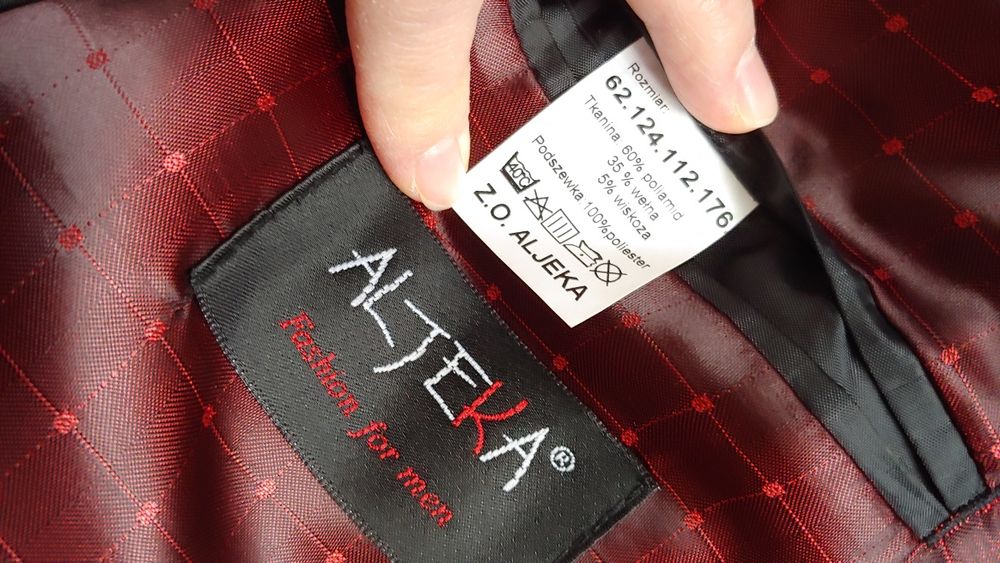 Rozmiar:
62.124.112.176
Tkanina 60% poliamid
35 % wełna
5% wiskoza
Podszewka 100%poliester
40°C
Z.O. ALJEKA
ALJEKA®
Fashion for men